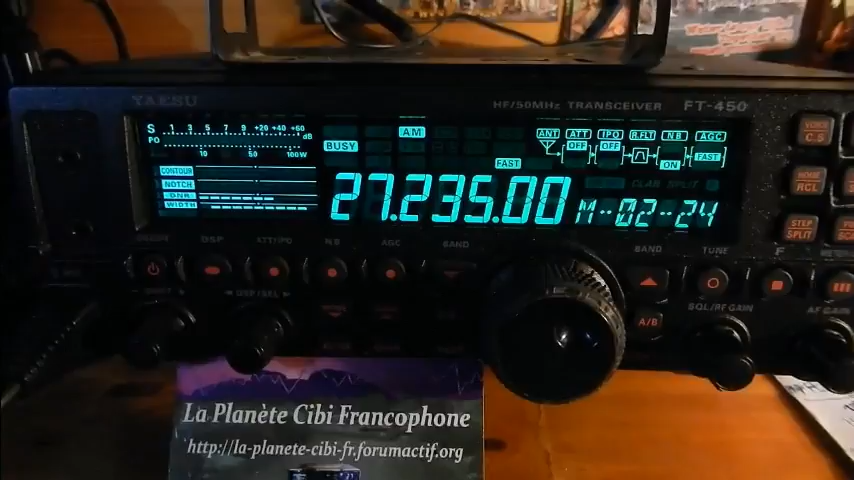 YAESU
HF/50MHz TRANSCEIVER FT-450
S 1 3 5 7 9 +20 +40 +60 dB
PO 10 50 100W
BUSY
AM
FAST
ANT ATT IPO R.FLT NB AGC
OFF OFF ON FAST
CONTOUR
NOTCH
DNR
WIDTH
27.235.00
M-02-24
CLAR SPLIT
VOICE
C.S
HOME
RCL
STEP
SPLIT
DSP ATT/IPO NB AGC BAND
BAND TUNE F
DSP/SEL
A/B
SQL/RF GAIN
AF GAIN
La Planète Cibi Francophone
http://la-planete-cibi-fr.forumactif.org